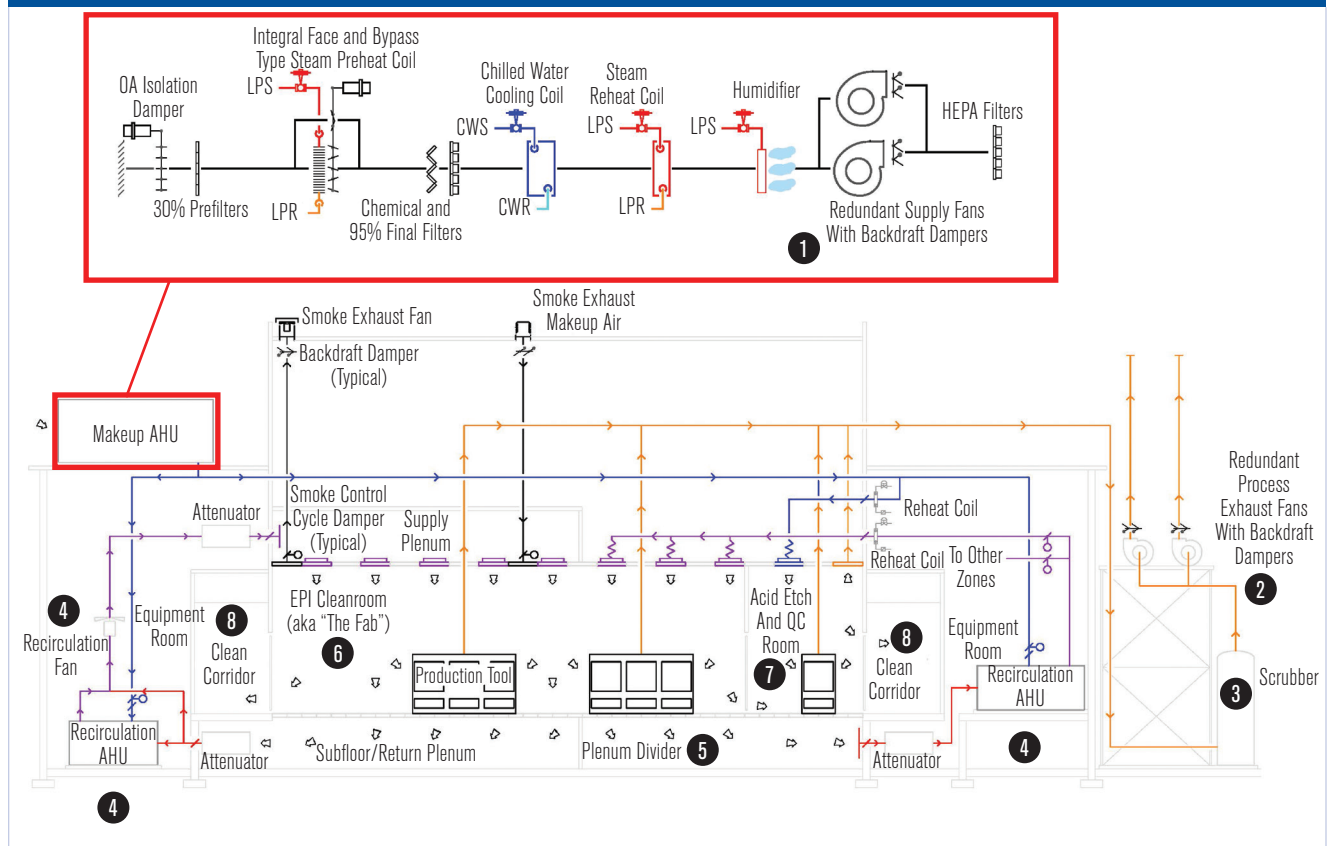 Integral Face and Bypass
Type Steam Preheat Coil
OA Isolation
Damper
LPS
Chilled Water
Cooling Coil
Steam
Reheat Coil
Humidifier
HEPA Filters
CWS
LPS
LPS
30% Prefilters
LPR
Chemical and
95% Final Filters
CWR
LPR
Redundant Supply Fans
With Backdraft Dampers
1
Smoke Exhaust Fan
Smoke Exhaust
Makeup Air
Backdraft Damper
(Typical)
Makeup AHU
Redundant
Process
Exhaust Fans
With Backdraft
Dampers
2
Attenuator
Smoke Control
Cycle Damper
(Typical)
Supply
Plenum
Reheat Coil
Reheat Coil
To Other
Zones
4
Recirculation
Fan
Equipment
Room
8
Clean
Corridor
EPI Cleanroom
(aka “The Fab”)
6
Acid Etch
And QC
Room
7
8
Clean
Corridor
Equipment
Room
Production Tool
Recirculation
AHU
3
Scrubber
Recirculation
AHU
Attenuator
Subfloor/Return Plenum
Plenum Divider
5
Attenuator
4
4